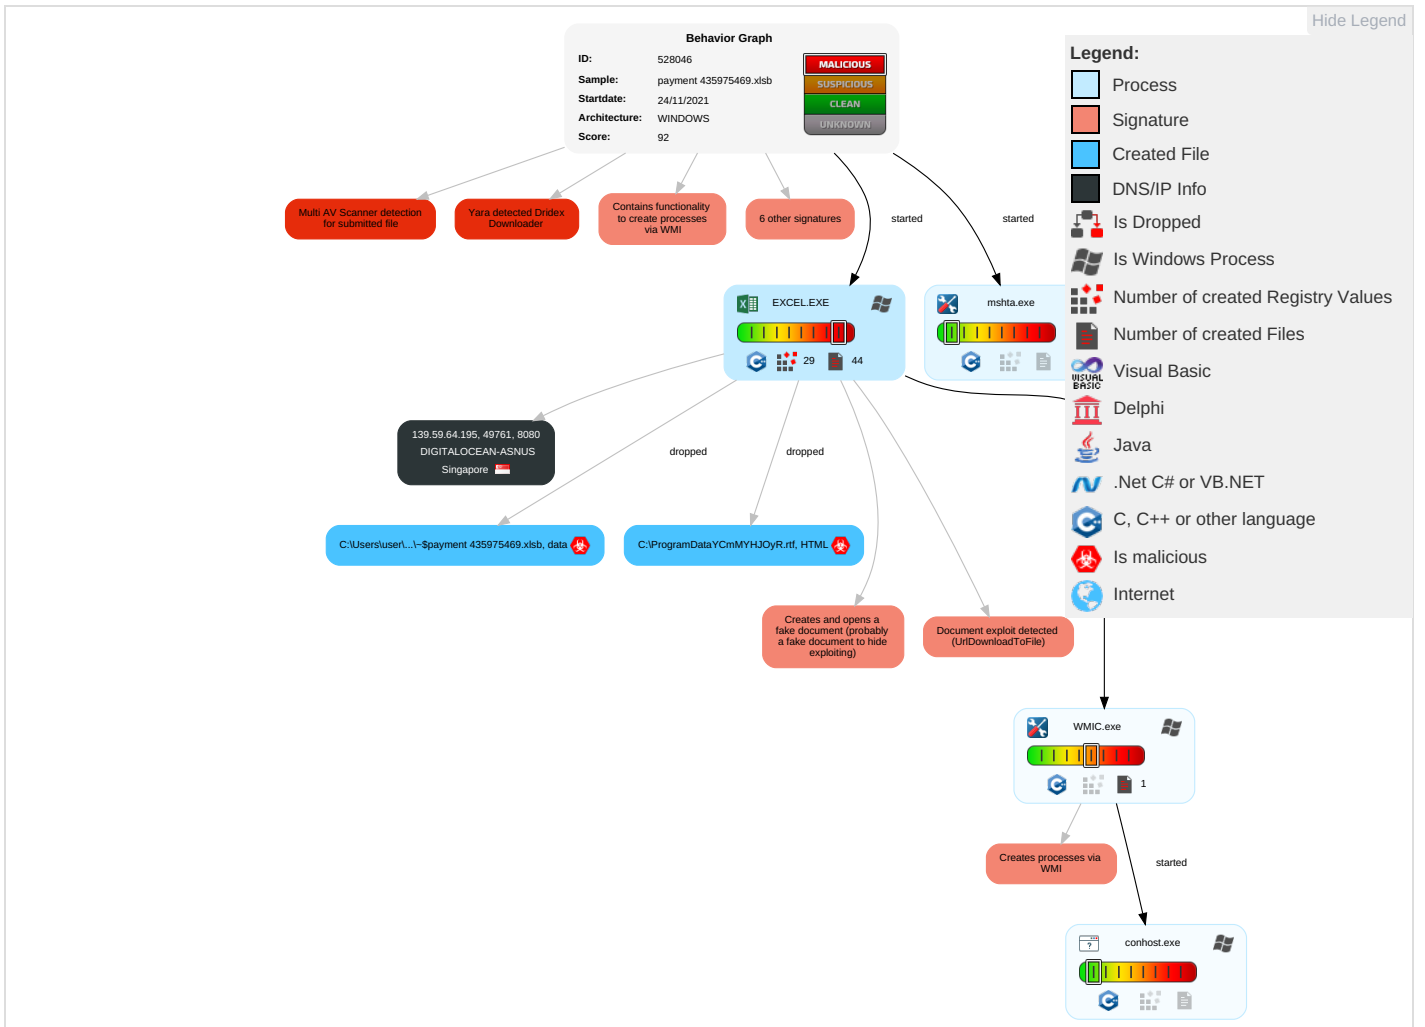 Hide Legend
Behavior Graph
ID: 528046
Sample: payment 435975469.xlsb
Startdate: 24/11/2021
Architecture: WINDOWS
Score: 92
MALICIOUS
SUSPICIOUS
CLEAN
UNKNOWN
Legend:
Process
Signature
Created File
DNS/IP Info
Is Dropped
Is Windows Process
Number of created Registry Values
Number of created Files
VISUAL
BASIC
Visual Basic
Delphi
Java
.Net C# or VB.NET
C, C++ or other language
Is malicious
Internet
Multi AV Scanner detection
for submitted file
Yara detected Dridex
Downloader
Contains functionality
to create processes
via WMI
6 other signatures
started
started
EXCEL.EXE
29
44
mshta.exe
139.59.64.195, 49761, 8080
DIGITALOCEAN-ASNUS
Singapore
dropped
dropped
C:\Users\user\...\~$payment 435975469.xlsb, data
C:\ProgramDataYCmMYHJOyR.rtf, HTML
Creates and opens a
fake document (probably
a fake document to hide
exploiting)
Document exploit detected
(UrlDownloadToFile)
WMIC.exe
1
Creates processes via
WMI
started
conhost.exe